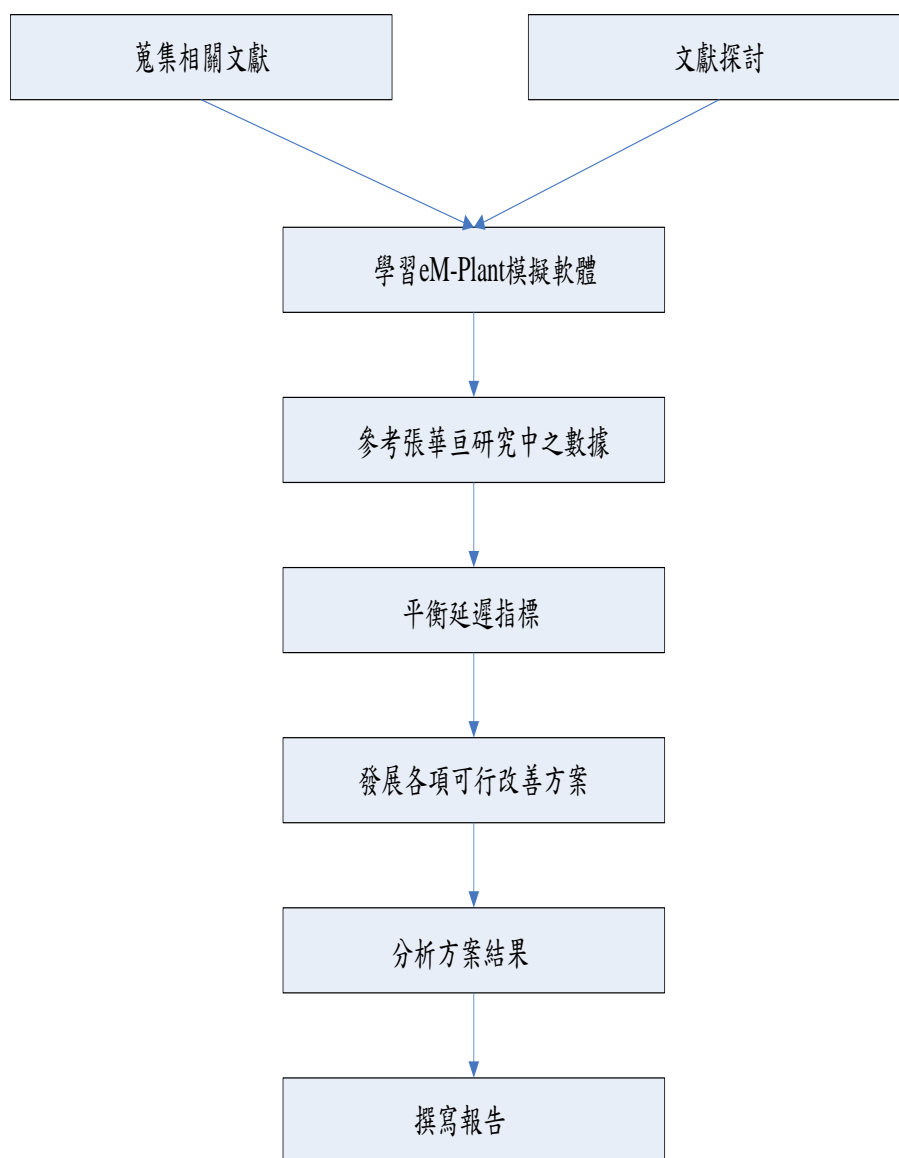 蒐集相關文獻
文獻探討
學習eM-Plant模擬軟體
參考張華亘研究中之數據
平衡延遲指標
發展各項可行改善方案
分析方案結果
撰寫報告